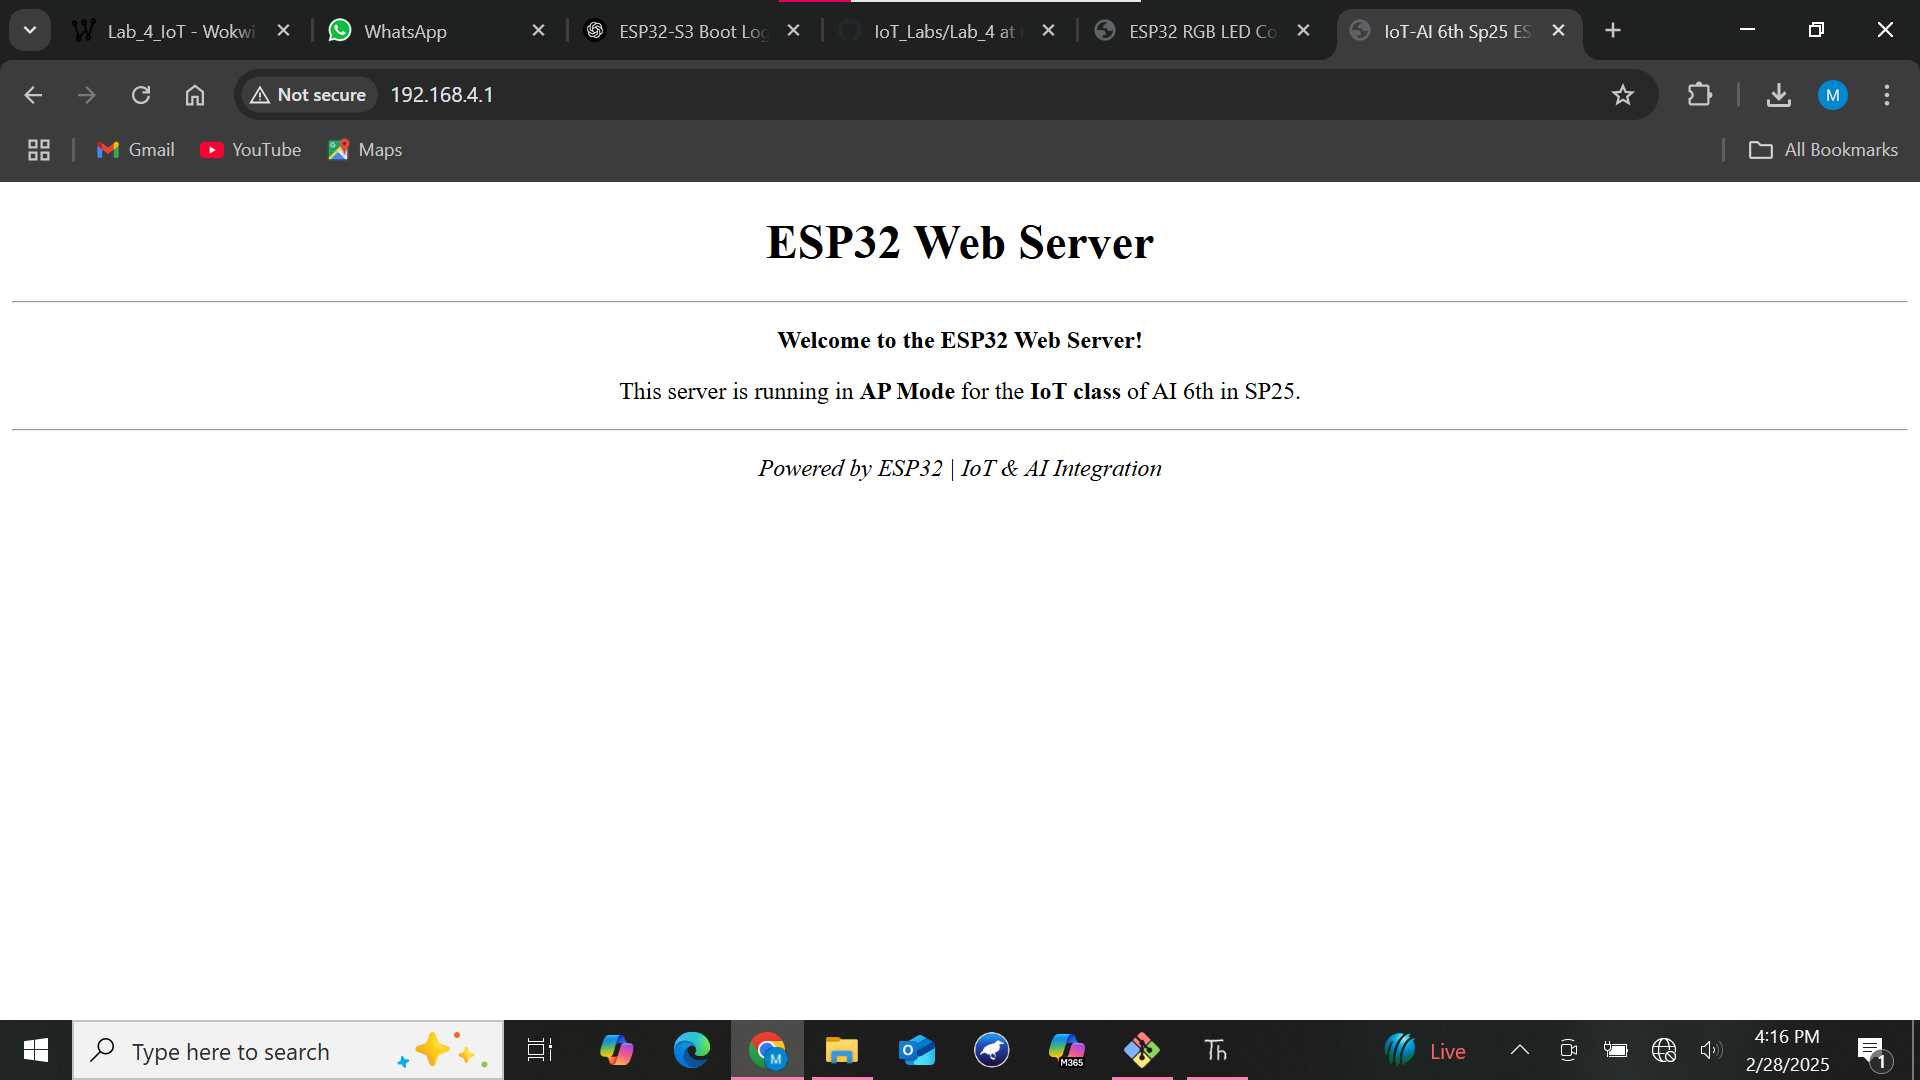 Lab_4_IoT - Wokwi
WhatsApp
ESP32-S3 Boot Log
IoT_Labs/Lab_4 at
ESP32 RGB LED Co
IoT-AI 6th Sp25 ES
Not secure
192.168.4.1
M
Gmail
YouTube
Maps
All Bookmarks
ESP32 Web Server
Welcome to the ESP32 Web Server!
This server is running in AP Mode for the IoT class of AI 6th in SP25.
Powered by ESP32 | IoT & AI Integration
Type here to search
M
M365
Th
Live
4:16 PM
2/28/2025
1